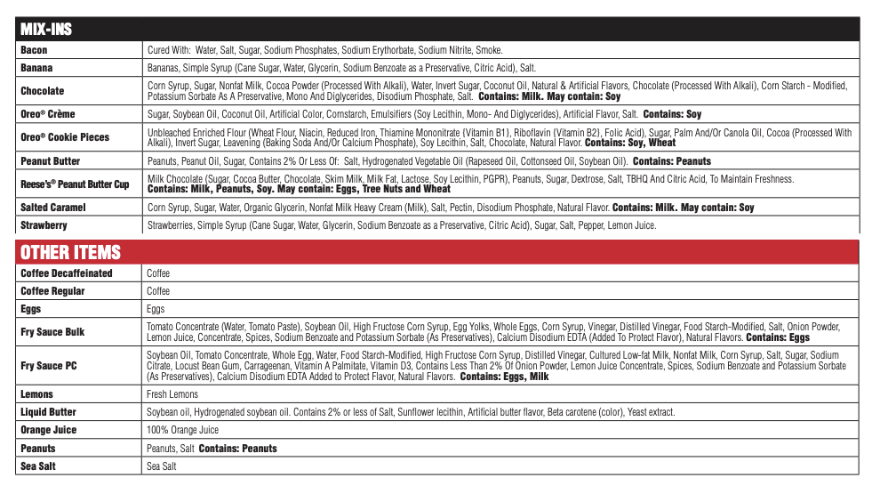 MIX-INS
Bacon Cured With: Water, Salt, Sugar, Sodium Phosphates, Sodium Erythorbate, Sodium Nitrite, Smoke.
Banana Bananas, Simple Syrup (Cane Sugar, Water, Glycerin, Sodium Benzoate as a Preservative, Citric Acid), Salt.
Chocolate Corn Syrup, Sugar, Nonfat Milk, Cocoa Powder (Processed With Alkali), Water, Invert Sugar, Coconut Oil, Natural & Artificial Flavors, Chocolate (Processed With Alkali), Corn Starch - Modified,
Potassium Sorbate As A Preservative, Mono And Diglycerides, Disodium Phosphate, Salt. Contains: Milk. May contain: Soy
Oreo® Crème Sugar, Soybean Oil, Coconut Oil, Artificial Color, Cornstarch, Emulsifiers (Soy Lecithin, Mono- And Diglycerides), Artificial Flavor, Salt. Contains: Soy
Oreo® Cookie Pieces Unbleached Enriched Flour (Wheat Flour, Niacin, Reduced Iron, Thiamine Mononitrate {Vitamin B1}, Riboflavin {Vitamin B2}, Folic Acid), Sugar, Palm And/Or Canola Oil, Cocoa (Processed With
Alkali), Invert Sugar, Leavening (Baking Soda And/Or Calcium Phosphate), Soy Lecithin, Salt, Chocolate, Natural Flavor. Contains: Soy, Wheat
Peanut Butter Peanuts, Peanut Oil, Sugar, Contains 2% Or Less Of: Salt, Hydrogenated Vegetable Oil (Rapeseed Oil, Cottonseed Oil, Soybean Oil). Contains: Peanuts
Reese's® Peanut Butter Cup Milk Chocolate (Sugar, Cocoa Butter, Chocolate, Skim Milk, Milk Fat, Lactose, Soy Lecithin, PGPR), Peanuts, Sugar, Dextrose, Salt, TBHQ And Citric Acid, To Maintain Freshness.
Contains: Milk, Peanuts, Soy. May contain: Eggs, Tree Nuts and Wheat
Salted Caramel Corn Syrup, Sugar, Water, Organic Glycerin, Nonfat Milk Heavy Cream (Milk), Salt, Pectin, Disodium Phosphate, Natural Flavor. Contains: Milk. May contain: Soy
Strawberry Strawberries, Simple Syrup (Cane Sugar, Water, Glycerin, Sodium Benzoate as a Preservative, Citric Acid), Sugar, Salt, Pepper, Lemon Juice.
OTHER ITEMS
Coffee Decaffeinated Coffee
Coffee Regular Coffee
Eggs Eggs
Fry Sauce Bulk Tomato Concentrate (Water, Tomato Paste), Soybean Oil, High Fructose Corn Syrup, Egg Yolks, Whole Eggs, Corn Syrup, Vinegar, Distilled Vinegar, Food Starch-Modified, Salt, Onion Powder,
Lemon Juice, Concentrate, Spices, Sodium Benzoate and Potassium Sorbate (As Preservatives), Calcium Disodium EDTA (Added To Protect Flavor), Natural Flavors. Contains: Eggs
Fry Sauce PC Soybean Oil, Tomato Concentrate, Whole Egg, Water, Food Starch-Modified, High Fructose Corn Syrup, Distilled Vinegar, Cultured Low-fat Milk, Nonfat Milk, Corn Syrup, Salt, Sugar, Sodium
Citrate, Locust Bean Gum, Carrageenan, Vitamin A Palmitate, Vitamin D3, Contains Less Than 2% Of Onion Powder, Lemon Juice Concentrate, Spices, Sodium Benzoate and Potassium Sorbate
(As Preservatives), Calcium Disodium EDTA Added to Protect Flavor, Natural Flavors. Contains: Eggs, Milk
Lemons Fresh Lemons
Liquid Butter Soybean oil, Hydrogenated soybean oil. Contains 2% or less of Salt, Sunflower lecithin, Artificial butter flavor, Beta carotene (color), Yeast extract.
Orange Juice 100% Orange Juice
Peanuts Peanuts, Salt Contains: Peanuts
Sea Salt Sea Salt